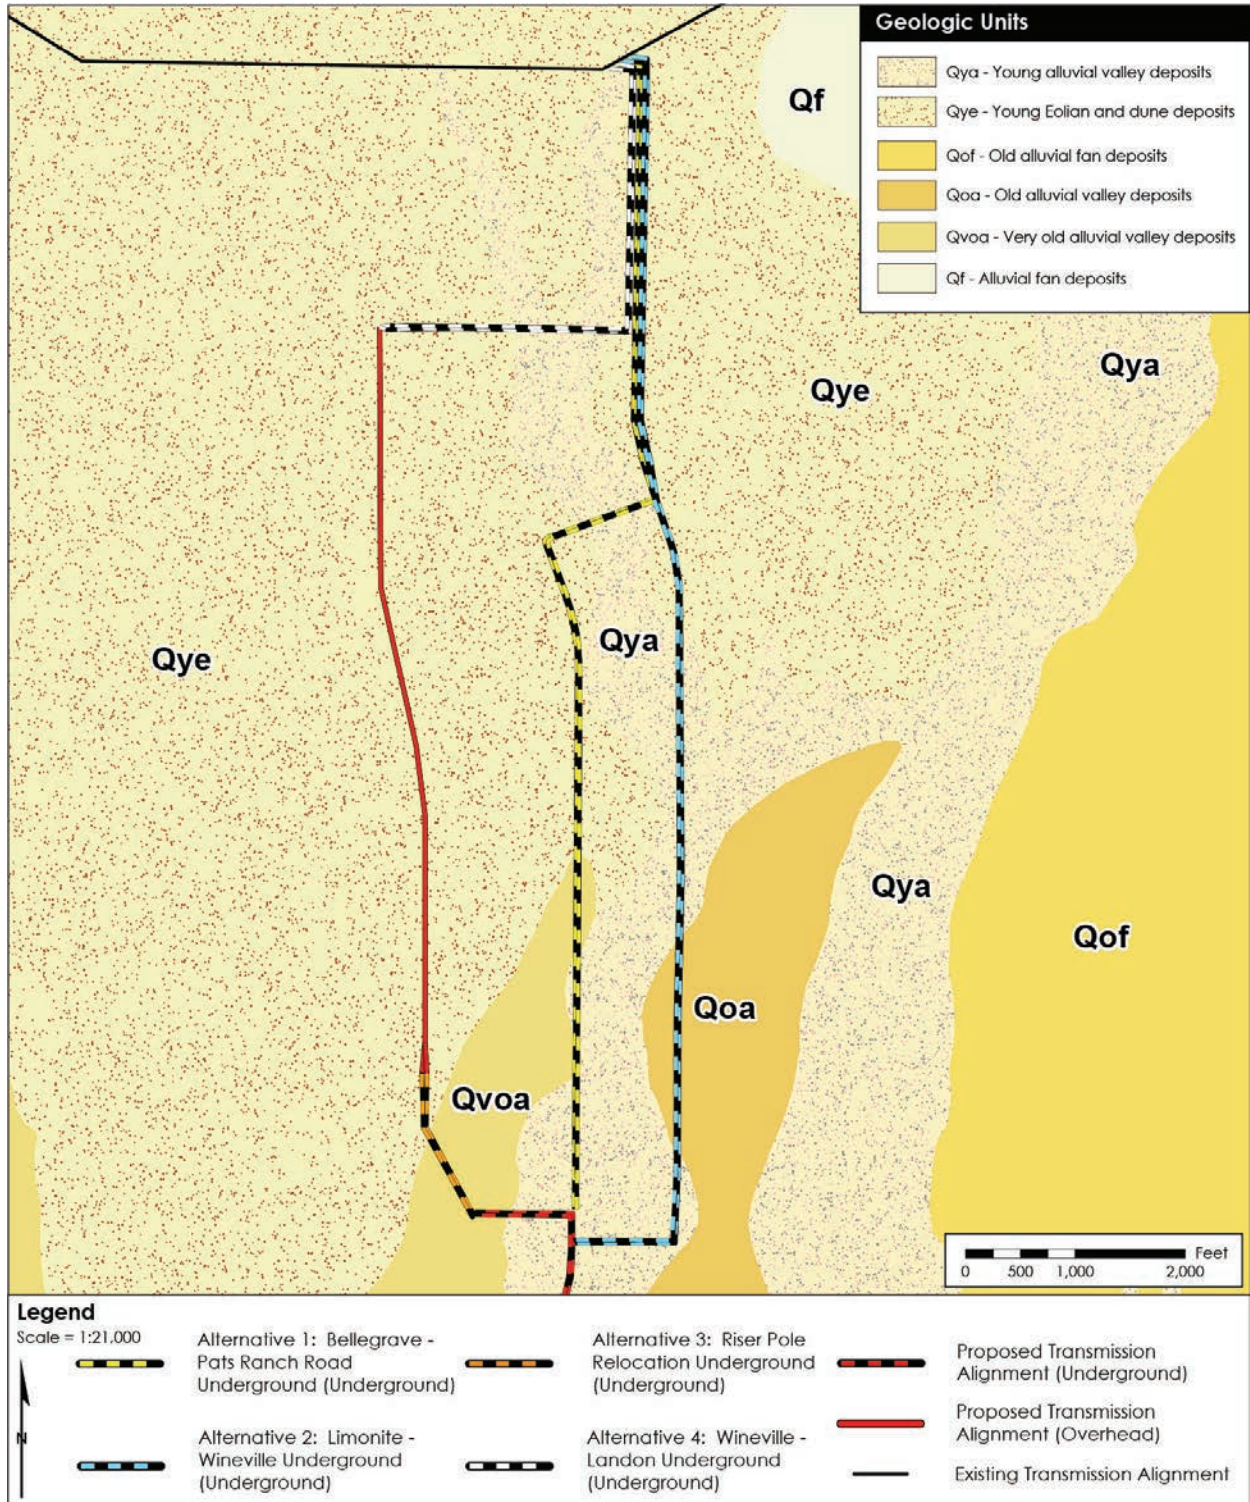 Geologic Units
Qya - Young alluvial valley deposits
Qye - Young Eolian and dune deposits
Qof - Old alluvial fan deposits
Qoa - Old alluvial valley deposits
Qvoa - Very old alluvial valley deposits
Qf - Alluvial fan deposits
Qf
Qya
Qye
Qya
Qye
Qya
Qof
Qoa
Qvoa
Feet
0 500 1,000 2,000
Legend
Scale = 1:21,000
N
Alternative 1: Bellegrave -
Pats Ranch Road
Underground (Underground)
Alternative 2: Limonite -
Wineville Underground
(Underground)
Alternative 3: Riser Pole
Relocation Underground
(Underground)
Alternative 4: Wineville -
Landon Underground
(Underground)
Proposed Transmission
Alignment (Underground)
Proposed Transmission
Alignment (Overhead)
Existing Transmission Alignment